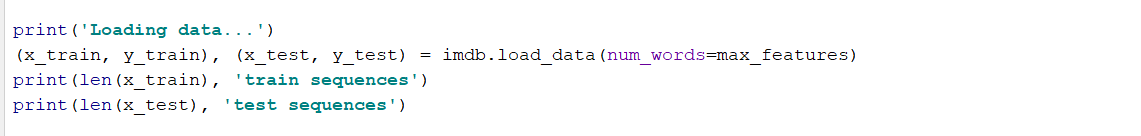 print('Loading data...')
(x_train, y_train), (x_test, y_test) = imdb.load_data(num_words=max_features)
print(len(x_train), 'train sequences')
print(len(x_test), 'test sequences')